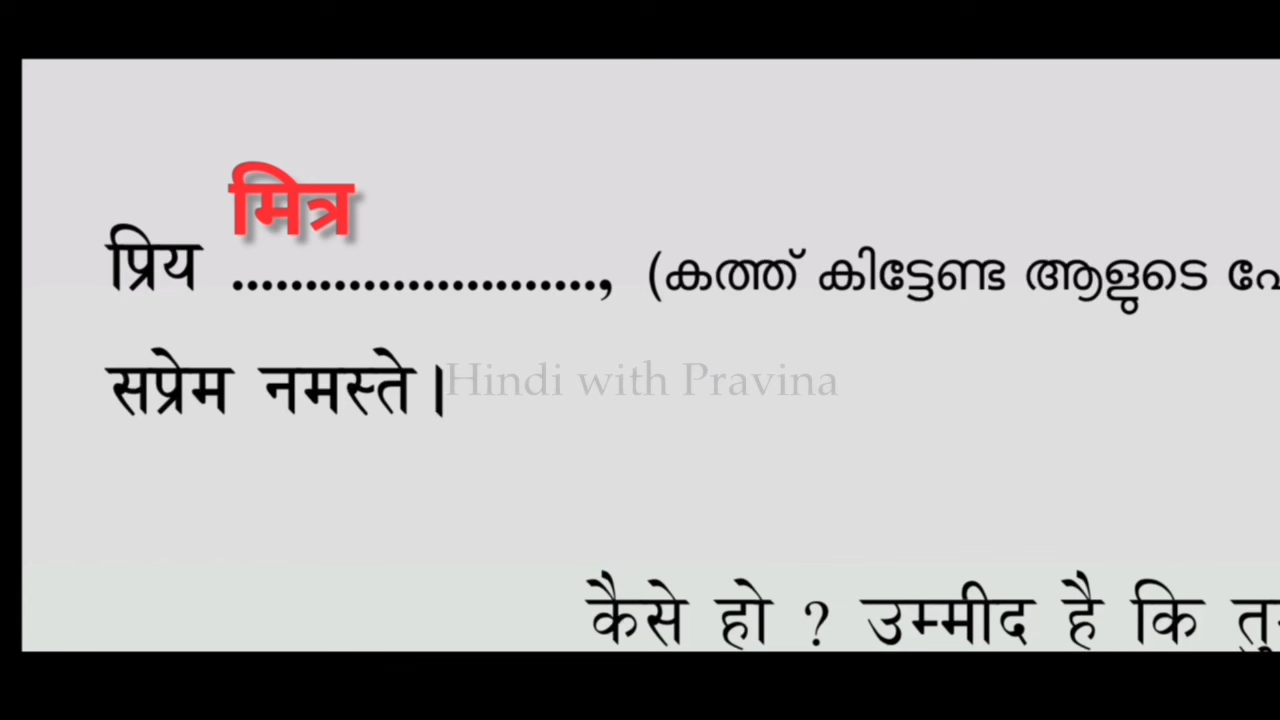 मित्र
प्रिय .........................., (കത്ത് കിട്ടേണ്ട ആളുടെ
सप्रेम नमस्ते। Hindi with Pravina
कैसे हो ? उम्मीद है कि